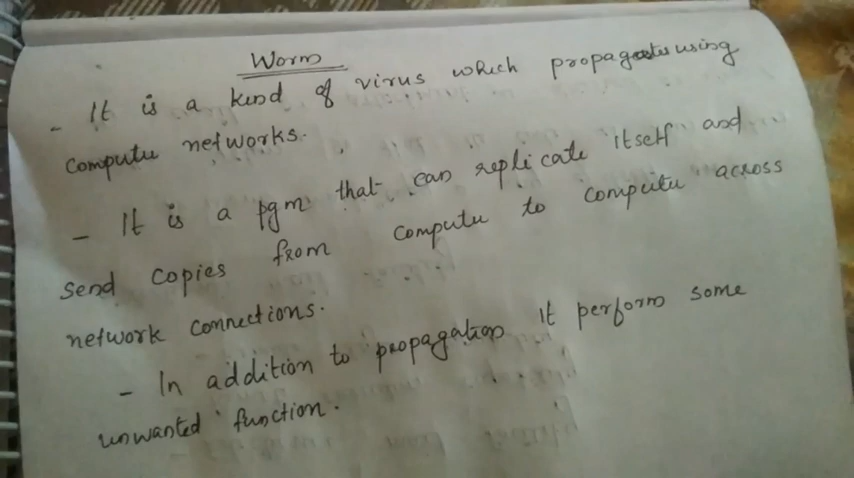 Worm
- It is a kind of virus which propagates using
computer networks.
- It is a pgm that can replicate itself and
send copies from computer to computer across
network connections.
- In addition to propagation it perform some
unwanted function.